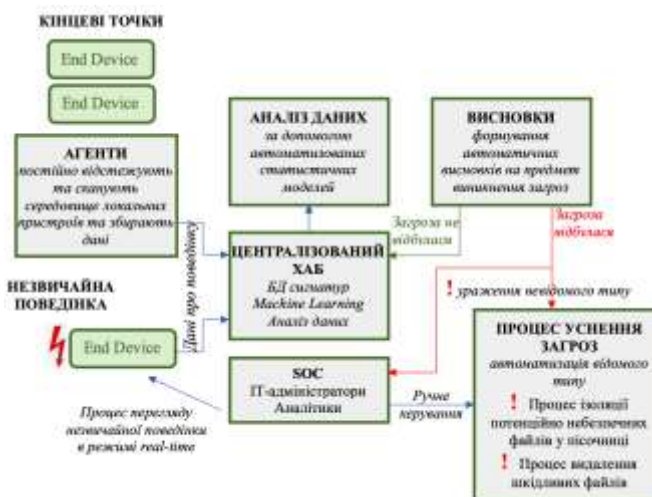 КІНЦЕВІ ТОЧКИ
End Device
End Device
АГЕНТИ
постійно відстежують
та сканують
середовище локальних
пристроїв та збирають
дані
АНАЛІЗ ДАНИХ
за допомогою
автоматизованих
статистичних
моделей
ВИСНОВКИ
формування
автоматичних
висновків на предмет
виникнення загроз
Загроза не
відбілася
Загроза
відбілася
Дані про поведінку
ЦЕНТРАЛІЗОВАНИЙ
ХАБ
БД сигнатур
Machine Learning
Аналіз даних
НЕЗВИЧАЙНА
ПОВЕДІНКА
End Device
! ураження невідомого типу
ПРОЦЕС УСНЕННЯ
ЗАГРОЗ
автоматизація відомого
типу
! Процес ізоляції
потенційно небезпечних
файлів у пісочниці
! Процес видалення
шкідливих файлів
SOC
ІТ-адміністратори
Аналітики
Ручне
керування
Процес перегляду
незвичайної поведінки
в режимі real-time